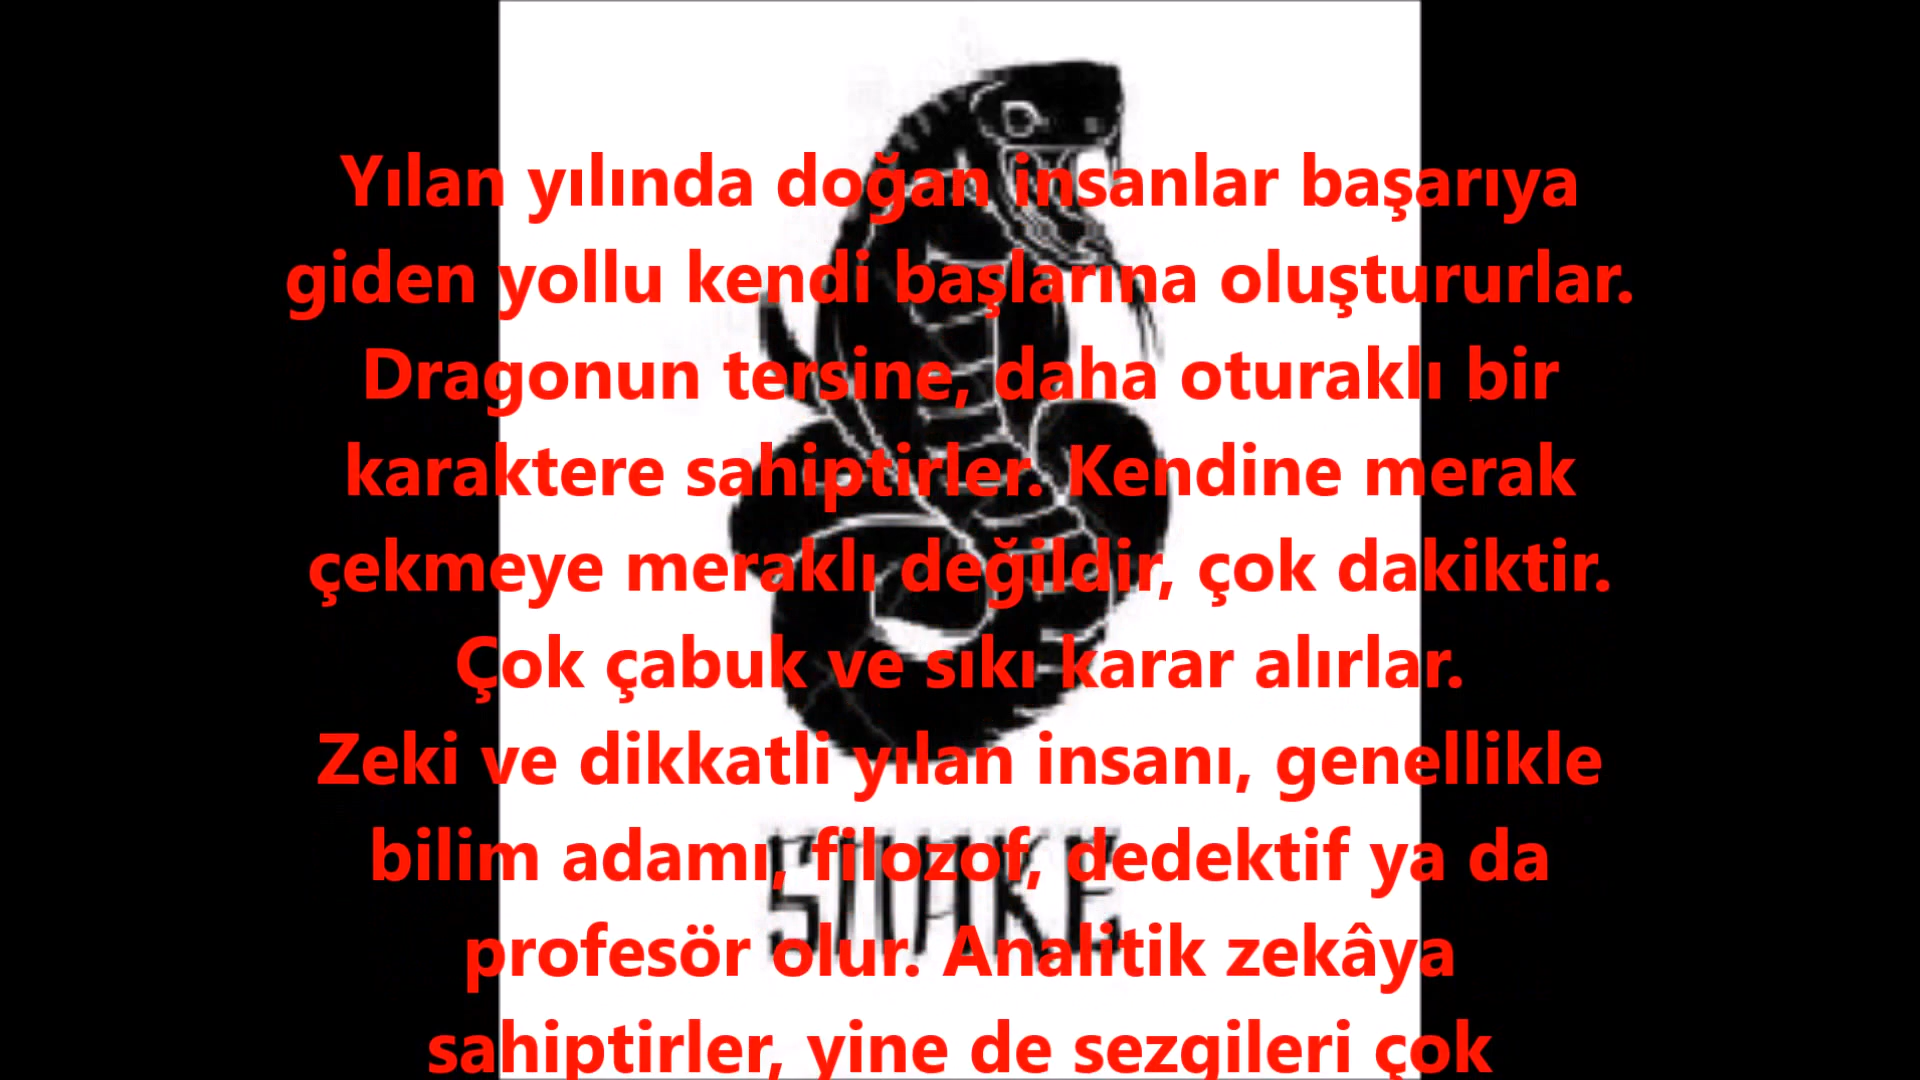 Yılan yılında doğan insanlar başarıya
giden yollu kendi başlarına oluştururlar.
Dragonun tersine, daha oturaklı bir
karaktere sahiptirler. Kendine merak
çekmeye meraklı değildir, çok dakiktir.
Çok çabuk ve sıkı karar alırlar.
Zeki ve dikkatli yılan insanı, genellikle
bilim adamı, filozof, dedektif ya da
profesör olur. Analitik zekâya
sahiptirler, yine de sezgileri çok
SNAKE